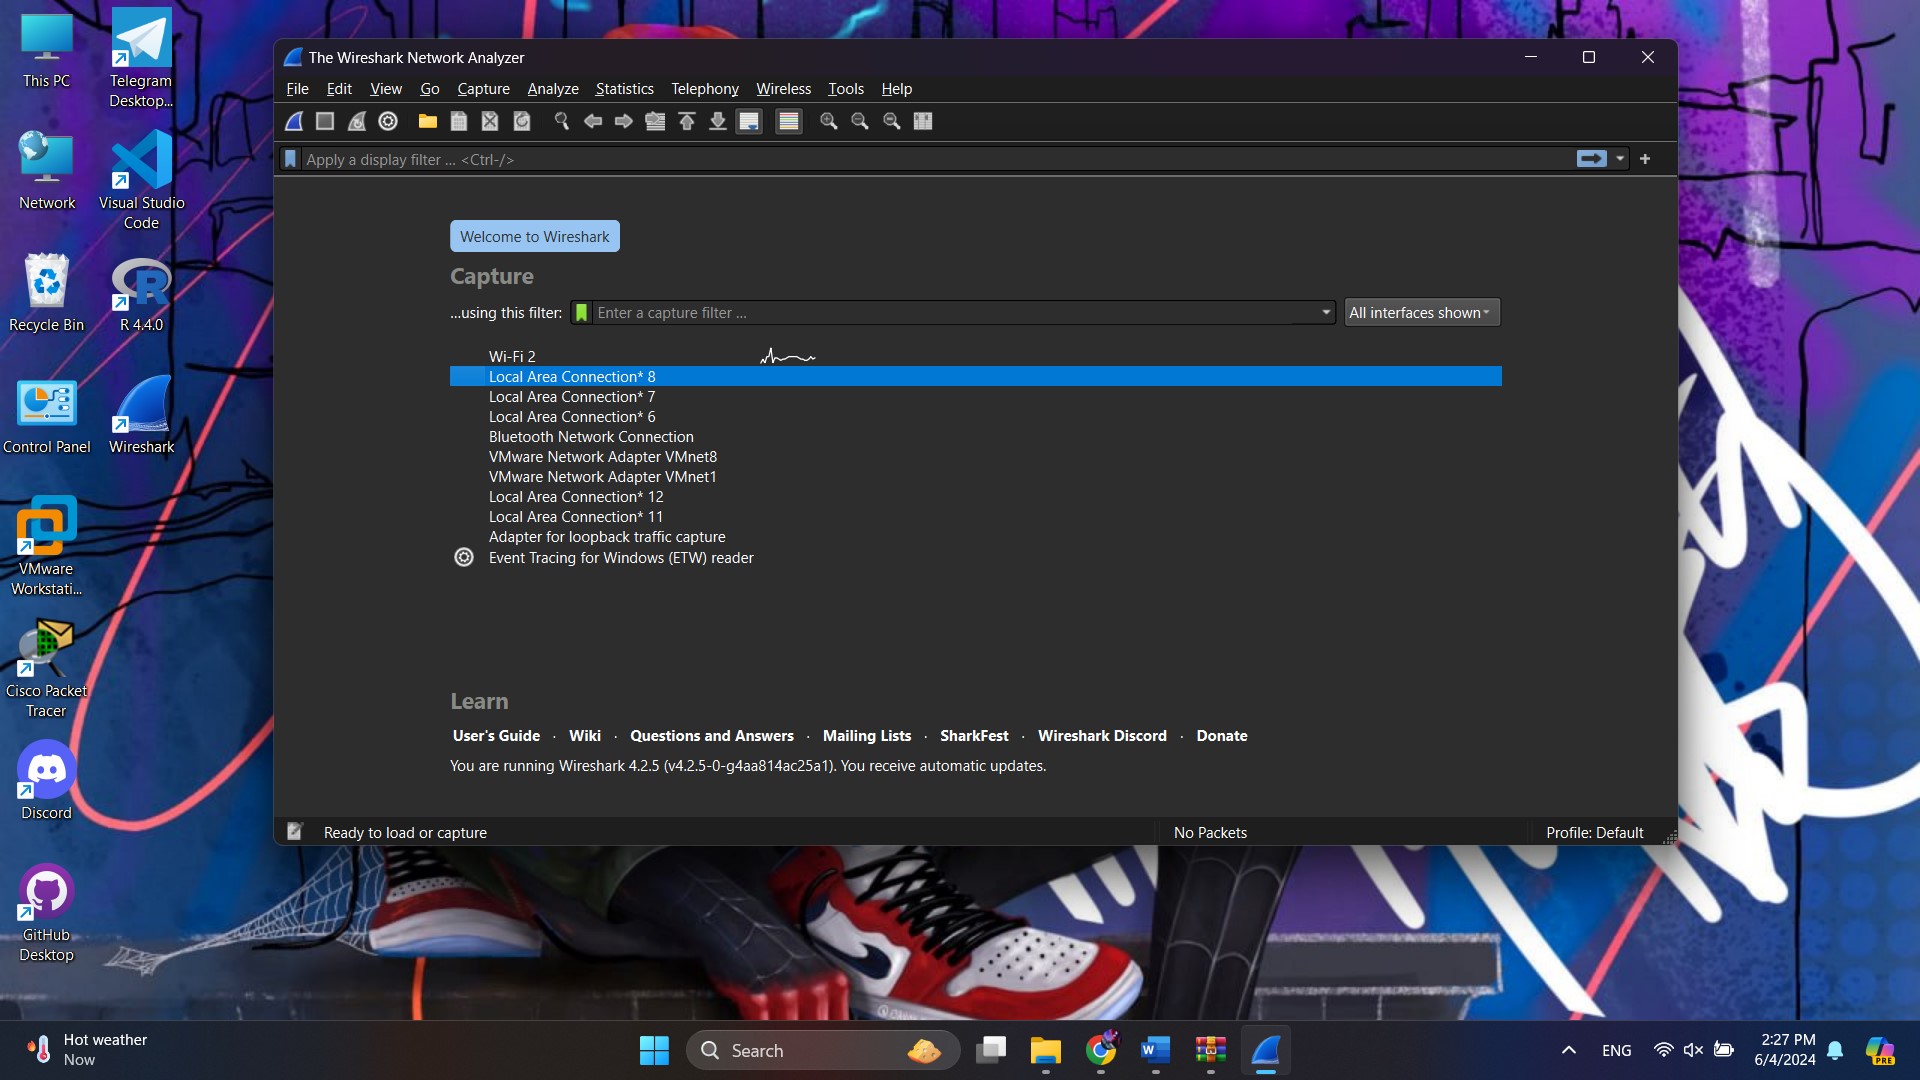 This PC
Telegram
Desktop...
Network
Visual Studio
Code
Recycle Bin
R 4.4.0
Control Panel
Wireshark
VMware
Workstati...
Cisco Packet
Tracer
Discord
GitHub
Desktop
The Wireshark Network Analyzer
File Edit View Go Capture Analyze Statistics Telephony Wireless Tools Help
Apply a display filter ... <Ctrl-/>
Welcome to Wireshark
Capture
...using this filter: Enter a capture filter ... All interfaces shown
Wi-Fi 2
Local Area Connection* 8
Local Area Connection* 7
Local Area Connection* 6
Bluetooth Network Connection
VMware Network Adapter VMnet8
VMware Network Adapter VMnet1
Local Area Connection* 12
Local Area Connection* 11
Adapter for loopback traffic capture
Event Tracing for Windows (ETW) reader
Learn
User's Guide · Wiki · Questions and Answers · Mailing Lists · SharkFest · Wireshark Discord · Donate
You are running Wireshark 4.2.5 (v4.2.5-0-g4aa814ac25a1). You receive automatic updates.
Ready to load or capture No Packets Profile: Default
Hot weather
Now
Search
ENG
2:27 PM
6/4/2024
PRE